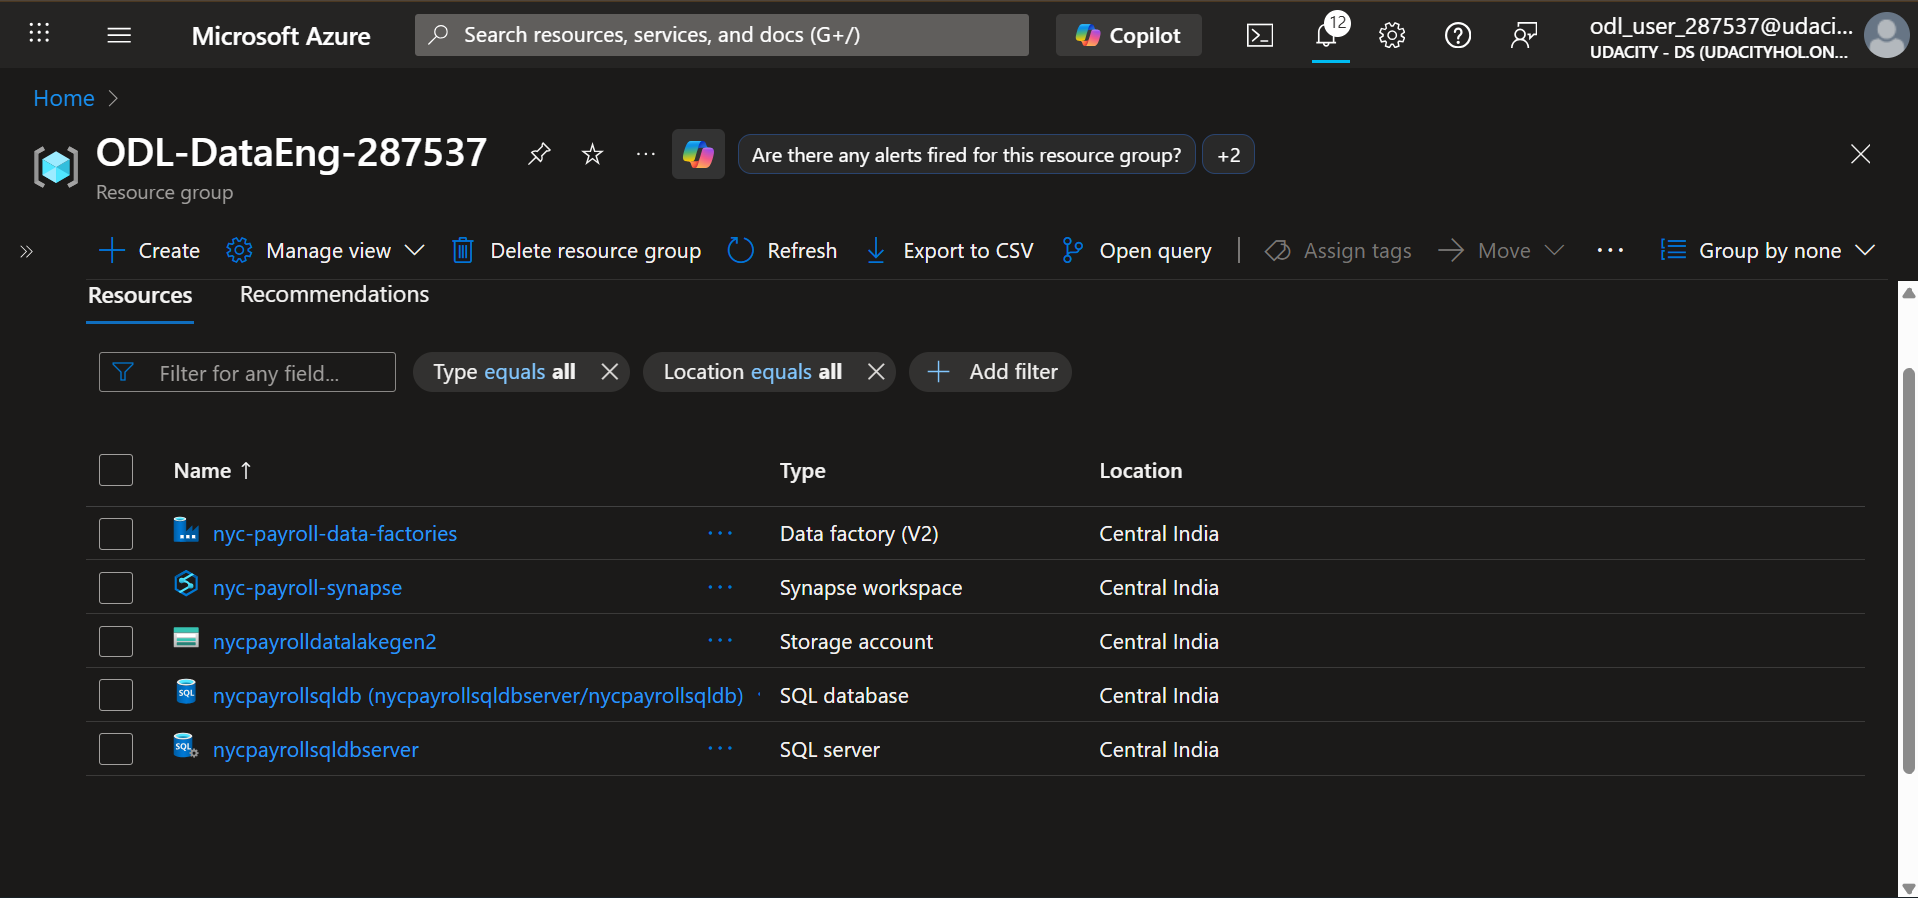 Microsoft Azure
Search resources, services, and docs (G+/)
Copilot
12
odl_user_287537@udaci...
UDACITY - DS (UDACITYHOL.ON...
Home
ODL-DataEng-287537
Are there any alerts fired for this resource group?
+2
Resource group
Create
Manage view
Delete resource group
Refresh
Export to CSV
Open query
Assign tags
Move
Group by none
Resources
Recommendations
Filter for any field...
Type equals all
Location equals all
Add filter
Name ↑
Type
Location
nyc-payroll-data-factories
Data factory (V2)
Central India
nyc-payroll-synapse
Synapse workspace
Central India
nycpayrolldatalakegen2
Storage account
Central India
SQL
nycpayrollsqldb (nycpayrollsqldbserver/nycpayrollsqldb)
SQL database
Central India
SQL
nycpayrollsqldbserver
SQL server
Central India